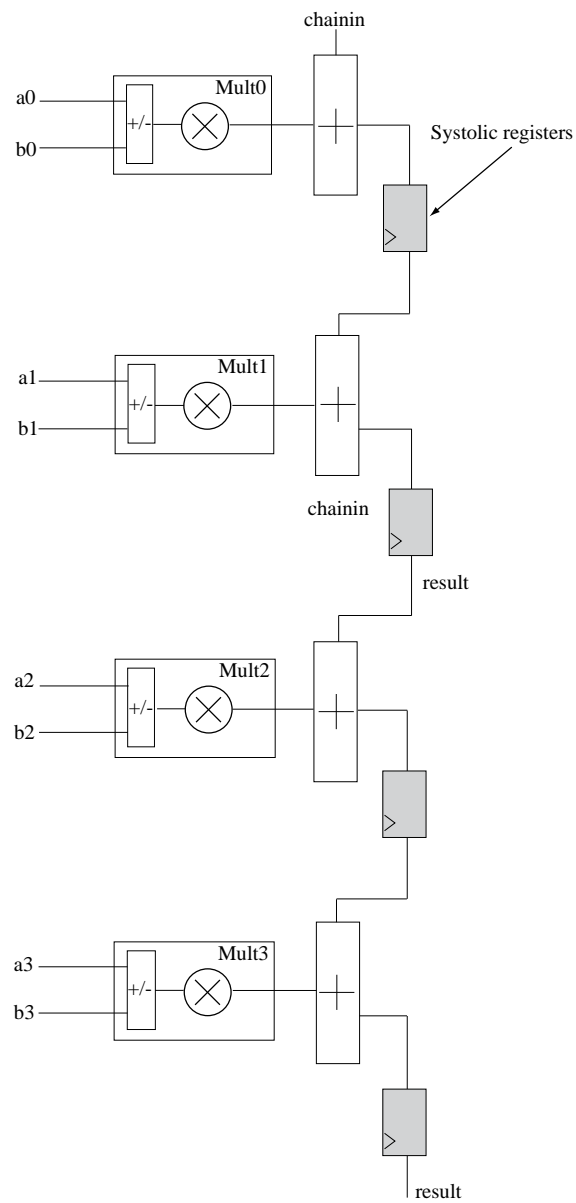 chainin
Mult0
a0
+/-
b0
Systolic registers
Mult1
a1
+/-
b1
chainin
result
Mult2
a2
+/-
b2
Mult3
a3
+/-
b3
result